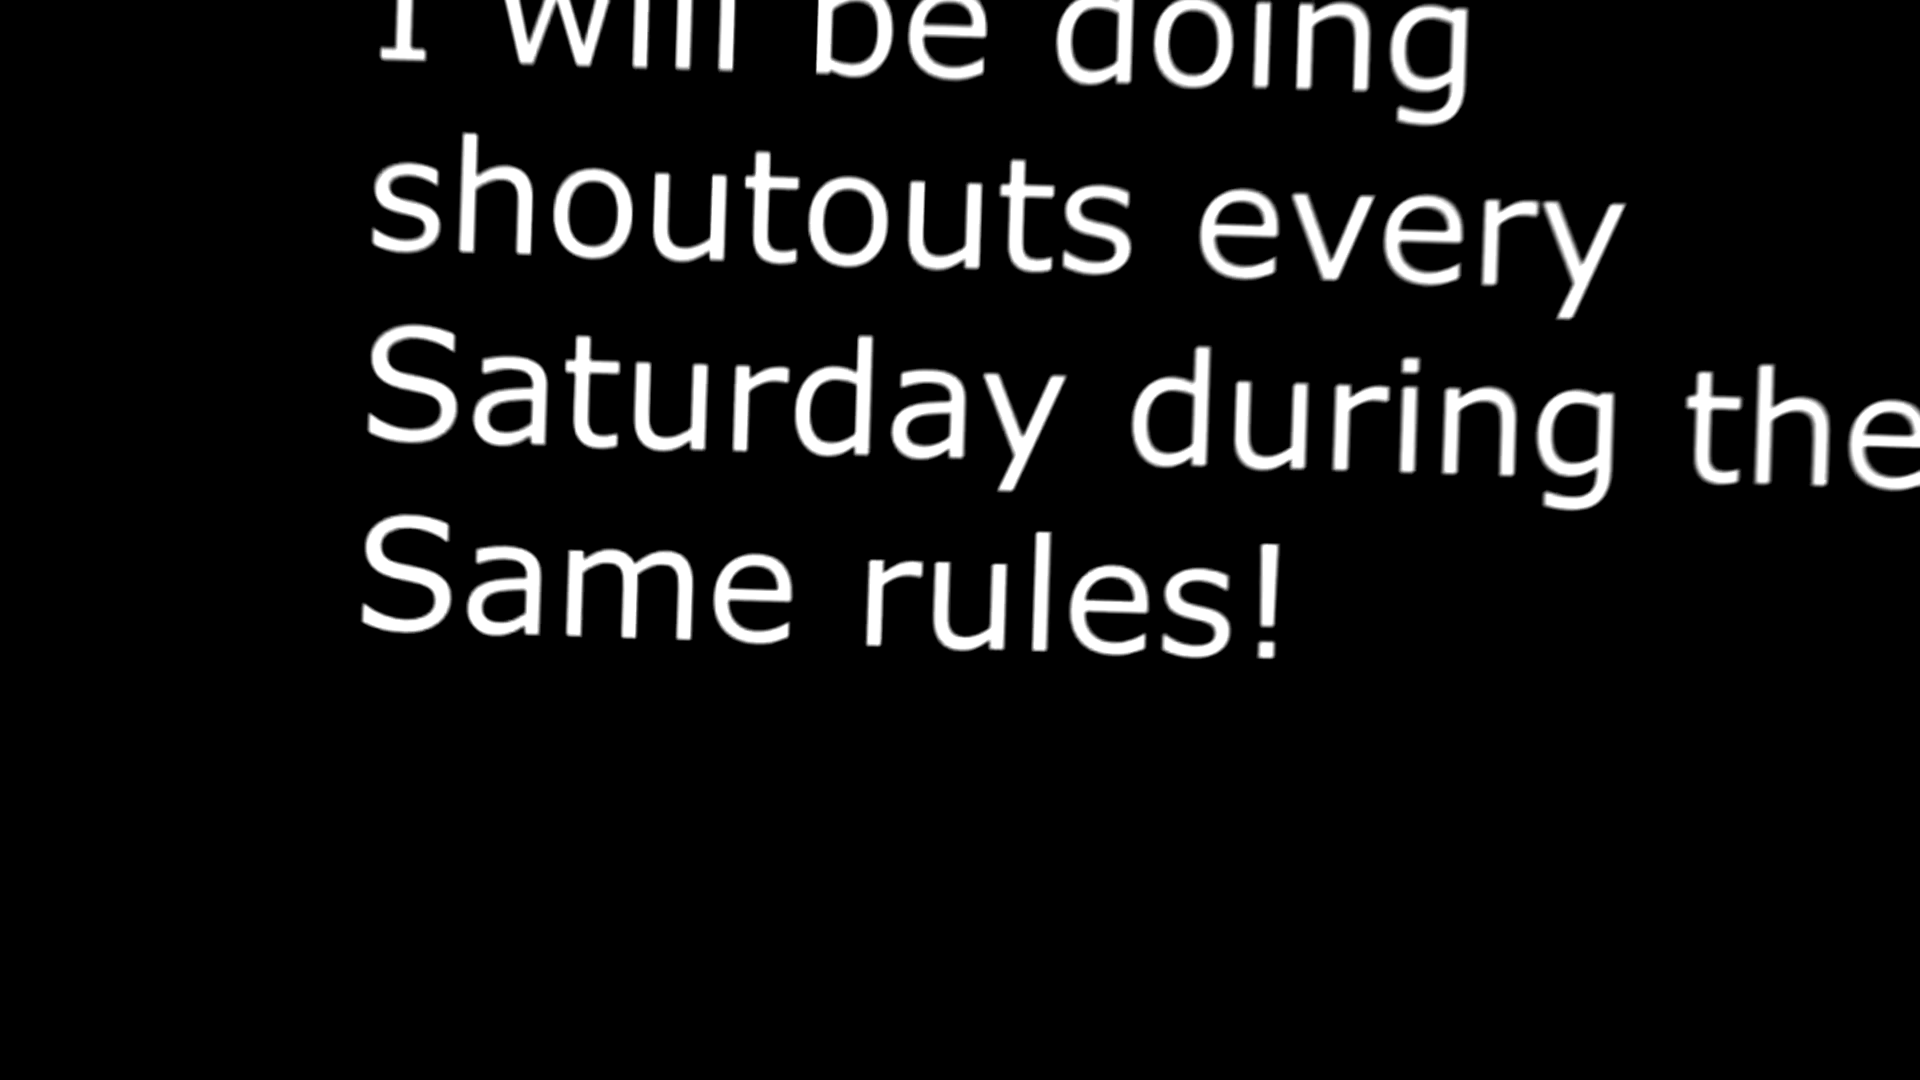 I will be doing
shoutouts every
Saturday during the
Same rules!